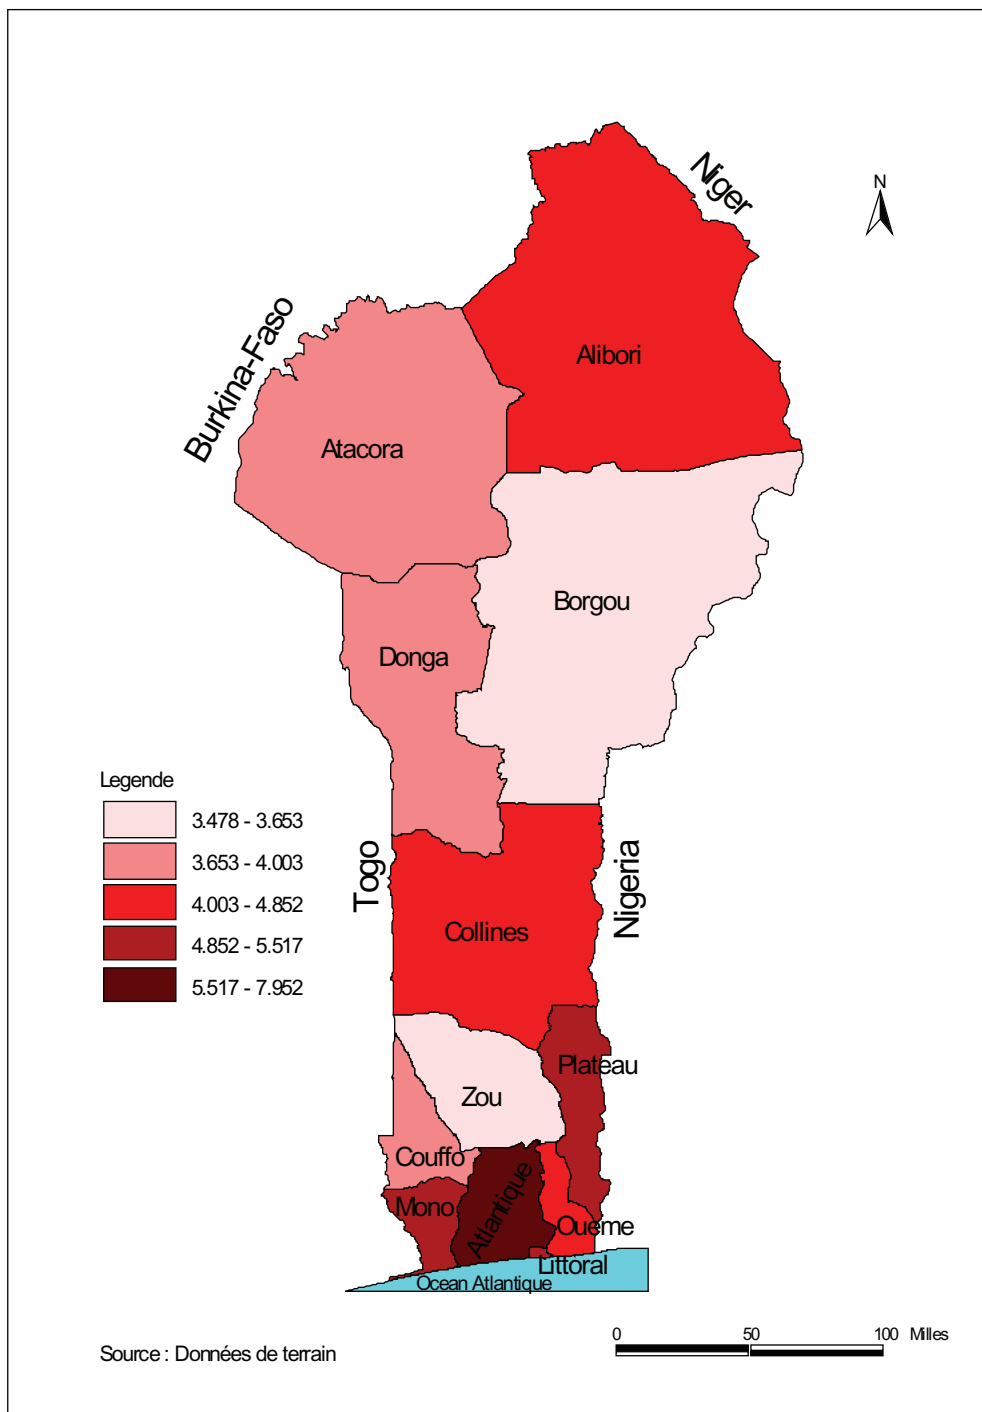 Niger
N
Burkina-Faso
Alibori
Atacora
Borgou
Donga
Legende
3.478 - 3.653
3.653 - 4.003
4.003 - 4.852
4.852 - 5.517
5.517 - 7.952
Togo
Nigeria
Collines
Plateau
Zou
Couffo
Mono
Atlantique
Oueme
Littoral
Ocean Atlantique
0 50 100 Milles
Source : Données de terrain